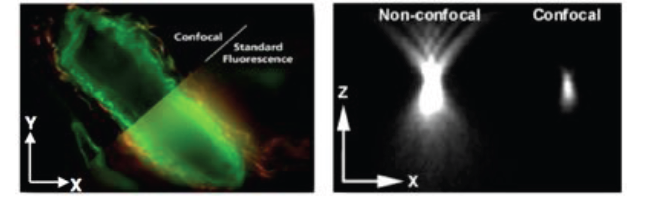 Confocal
Standard
Fluorescence
Y
X
Non-confocal
Confocal
Z
X